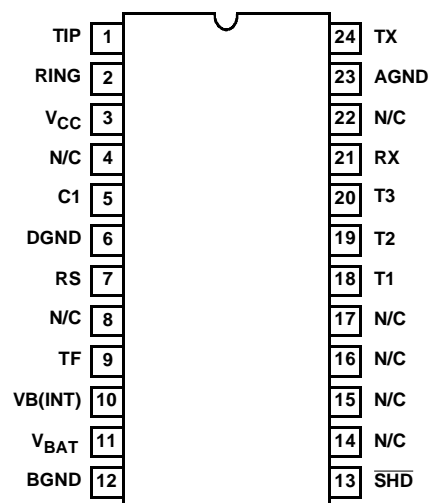 TIP 1 24 TX
RING 2 23 AGND
VCC 3 22 N/C
N/C 4 21 RX
C1 5 20 T3
DGND 6 19 T2
RS 7 18 T1
N/C 8 17 N/C
TF 9 16 N/C
VB(INT) 10 15 N/C
VBAT 11 14 N/C
BGND 12 13 S̅H̅D̅